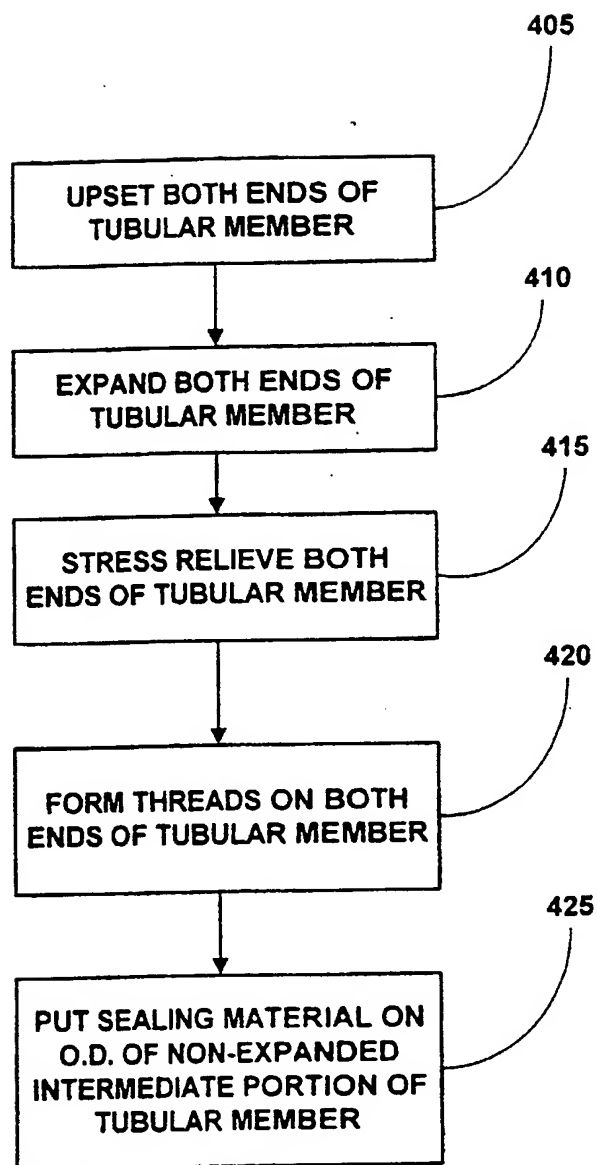 405
UPSET BOTH ENDS OF
TUBULAR MEMBER
410
EXPAND BOTH ENDS OF
TUBULAR MEMBER
415
STRESS RELIEVE BOTH
ENDS OF TUBULAR MEMBER
420
FORM THREADS ON BOTH
ENDS OF TUBULAR MEMBER
425
PUT SEALING MATERIAL ON
O.D. OF NON-EXPANDED
INTERMEDIATE PORTION OF
TUBULAR MEMBER